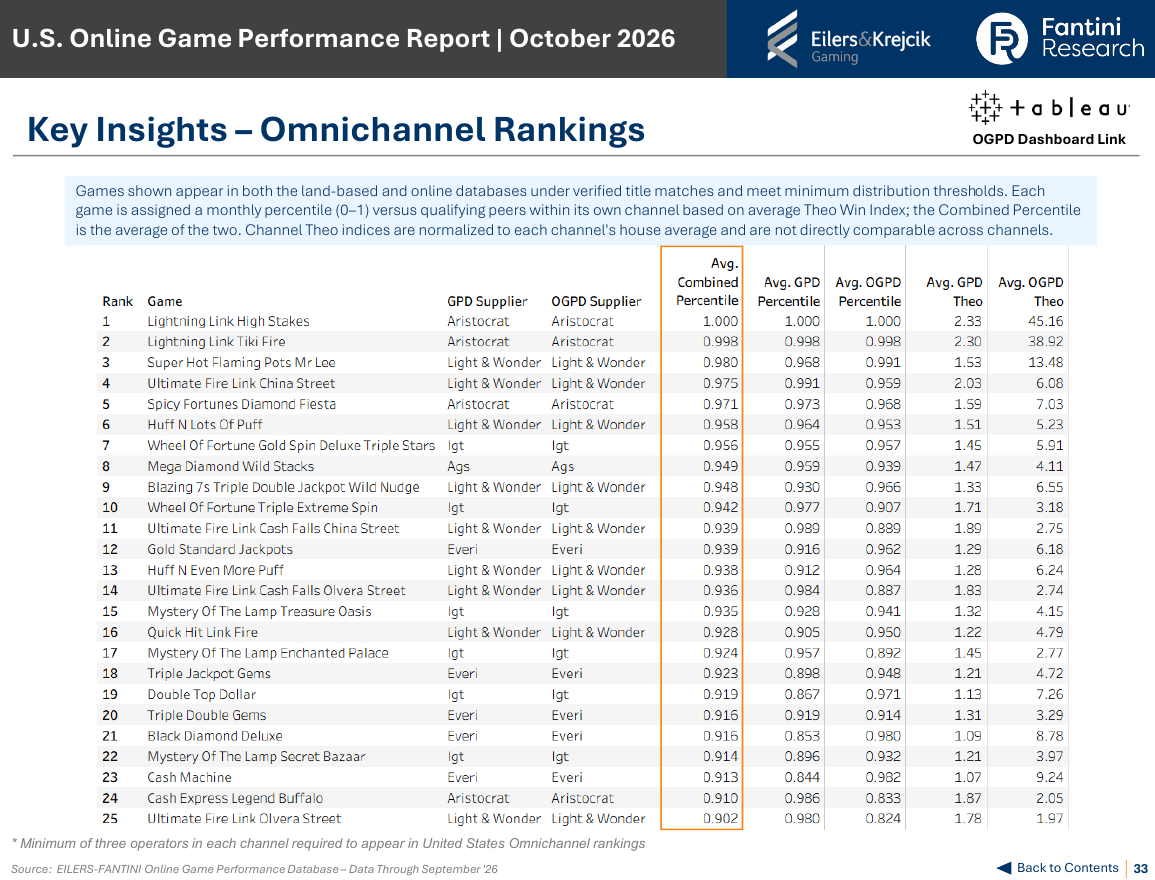 U.S. Online Game Performance Report | October 2026
Eilers&Krejcik
Gaming
Fantini
Research
Key Insights – Omnichannel Rankings
+ableau
OGPD Dashboard Link
Games shown appear in both the land-based and online databases under verified title matches and meet minimum distribution thresholds. Each
game is assigned a monthly percentile (0–1) versus qualifying peers within its own channel based on average Theo Win Index; the Combined Percentile
is the average of the two. Channel Theo indices are normalized to each channel's house average and are not directly comparable across channels.
Avg.
Combined Avg. GPD Avg. OGPD Avg. GPD Avg. OGPD
Rank Game GPD Supplier OGPD Supplier Percentile Percentile Percentile Theo Theo
1 Lightning Link High Stakes Aristocrat Aristocrat 1.000 1.000 1.000 2.33 45.16
2 Lightning Link Tiki Fire Aristocrat Aristocrat 0.998 0.998 0.998 2.30 38.92
3 Super Hot Flaming Pots Mr Lee Light & Wonder Light & Wonder 0.980 0.968 0.991 1.53 13.48
4 Ultimate Fire Link China Street Light & Wonder Light & Wonder 0.975 0.991 0.959 2.03 6.08
5 Spicy Fortunes Diamond Fiesta Aristocrat Aristocrat 0.971 0.973 0.968 1.59 7.03
6 Huff N Lots Of Puff Light & Wonder Light & Wonder 0.958 0.964 0.953 1.51 5.23
7 Wheel Of Fortune Gold Spin Deluxe Triple Stars Igt Igt 0.956 0.955 0.957 1.45 5.91
8 Mega Diamond Wild Stacks Ags Ags 0.949 0.959 0.939 1.47 4.11
9 Blazing 7s Triple Double Jackpot Wild Nudge Light & Wonder Light & Wonder 0.948 0.930 0.966 1.33 6.55
10 Wheel Of Fortune Triple Extreme Spin Igt Igt 0.942 0.977 0.907 1.71 3.18
11 Ultimate Fire Link Cash Falls China Street Light & Wonder Light & Wonder 0.939 0.989 0.889 1.89 2.75
12 Gold Standard Jackpots Everi Everi 0.939 0.916 0.962 1.29 6.18
13 Huff N Even More Puff Light & Wonder Light & Wonder 0.938 0.912 0.964 1.28 6.24
14 Ultimate Fire Link Cash Falls Olvera Street Light & Wonder Light & Wonder 0.936 0.984 0.887 1.83 2.74
15 Mystery Of The Lamp Treasure Oasis Igt Igt 0.935 0.928 0.941 1.32 4.15
16 Quick Hit Link Fire Light & Wonder Light & Wonder 0.928 0.905 0.950 1.22 4.79
17 Mystery Of The Lamp Enchanted Palace Igt Igt 0.924 0.957 0.892 1.45 2.77
18 Triple Jackpot Gems Everi Everi 0.923 0.898 0.948 1.21 4.72
19 Double Top Dollar Igt Igt 0.919 0.867 0.971 1.13 7.26
20 Triple Double Gems Everi Everi 0.916 0.919 0.914 1.31 3.29
21 Black Diamond Deluxe Everi Everi 0.916 0.853 0.980 1.09 8.78
22 Mystery Of The Lamp Secret Bazaar Igt Igt 0.914 0.896 0.932 1.21 3.97
23 Cash Machine Everi Everi 0.913 0.844 0.982 1.07 9.24
24 Cash Express Legend Buffalo Aristocrat Aristocrat 0.910 0.986 0.833 1.87 2.05
25 Ultimate Fire Link Olvera Street Light & Wonder Light & Wonder 0.902 0.980 0.824 1.78 1.97
* Minimum of three operators in each channel required to appear in United States Omnichannel rankings
Source: EILERS-FANTINI Online Game Performance Database – Data Through September '26
Back to Contents 33